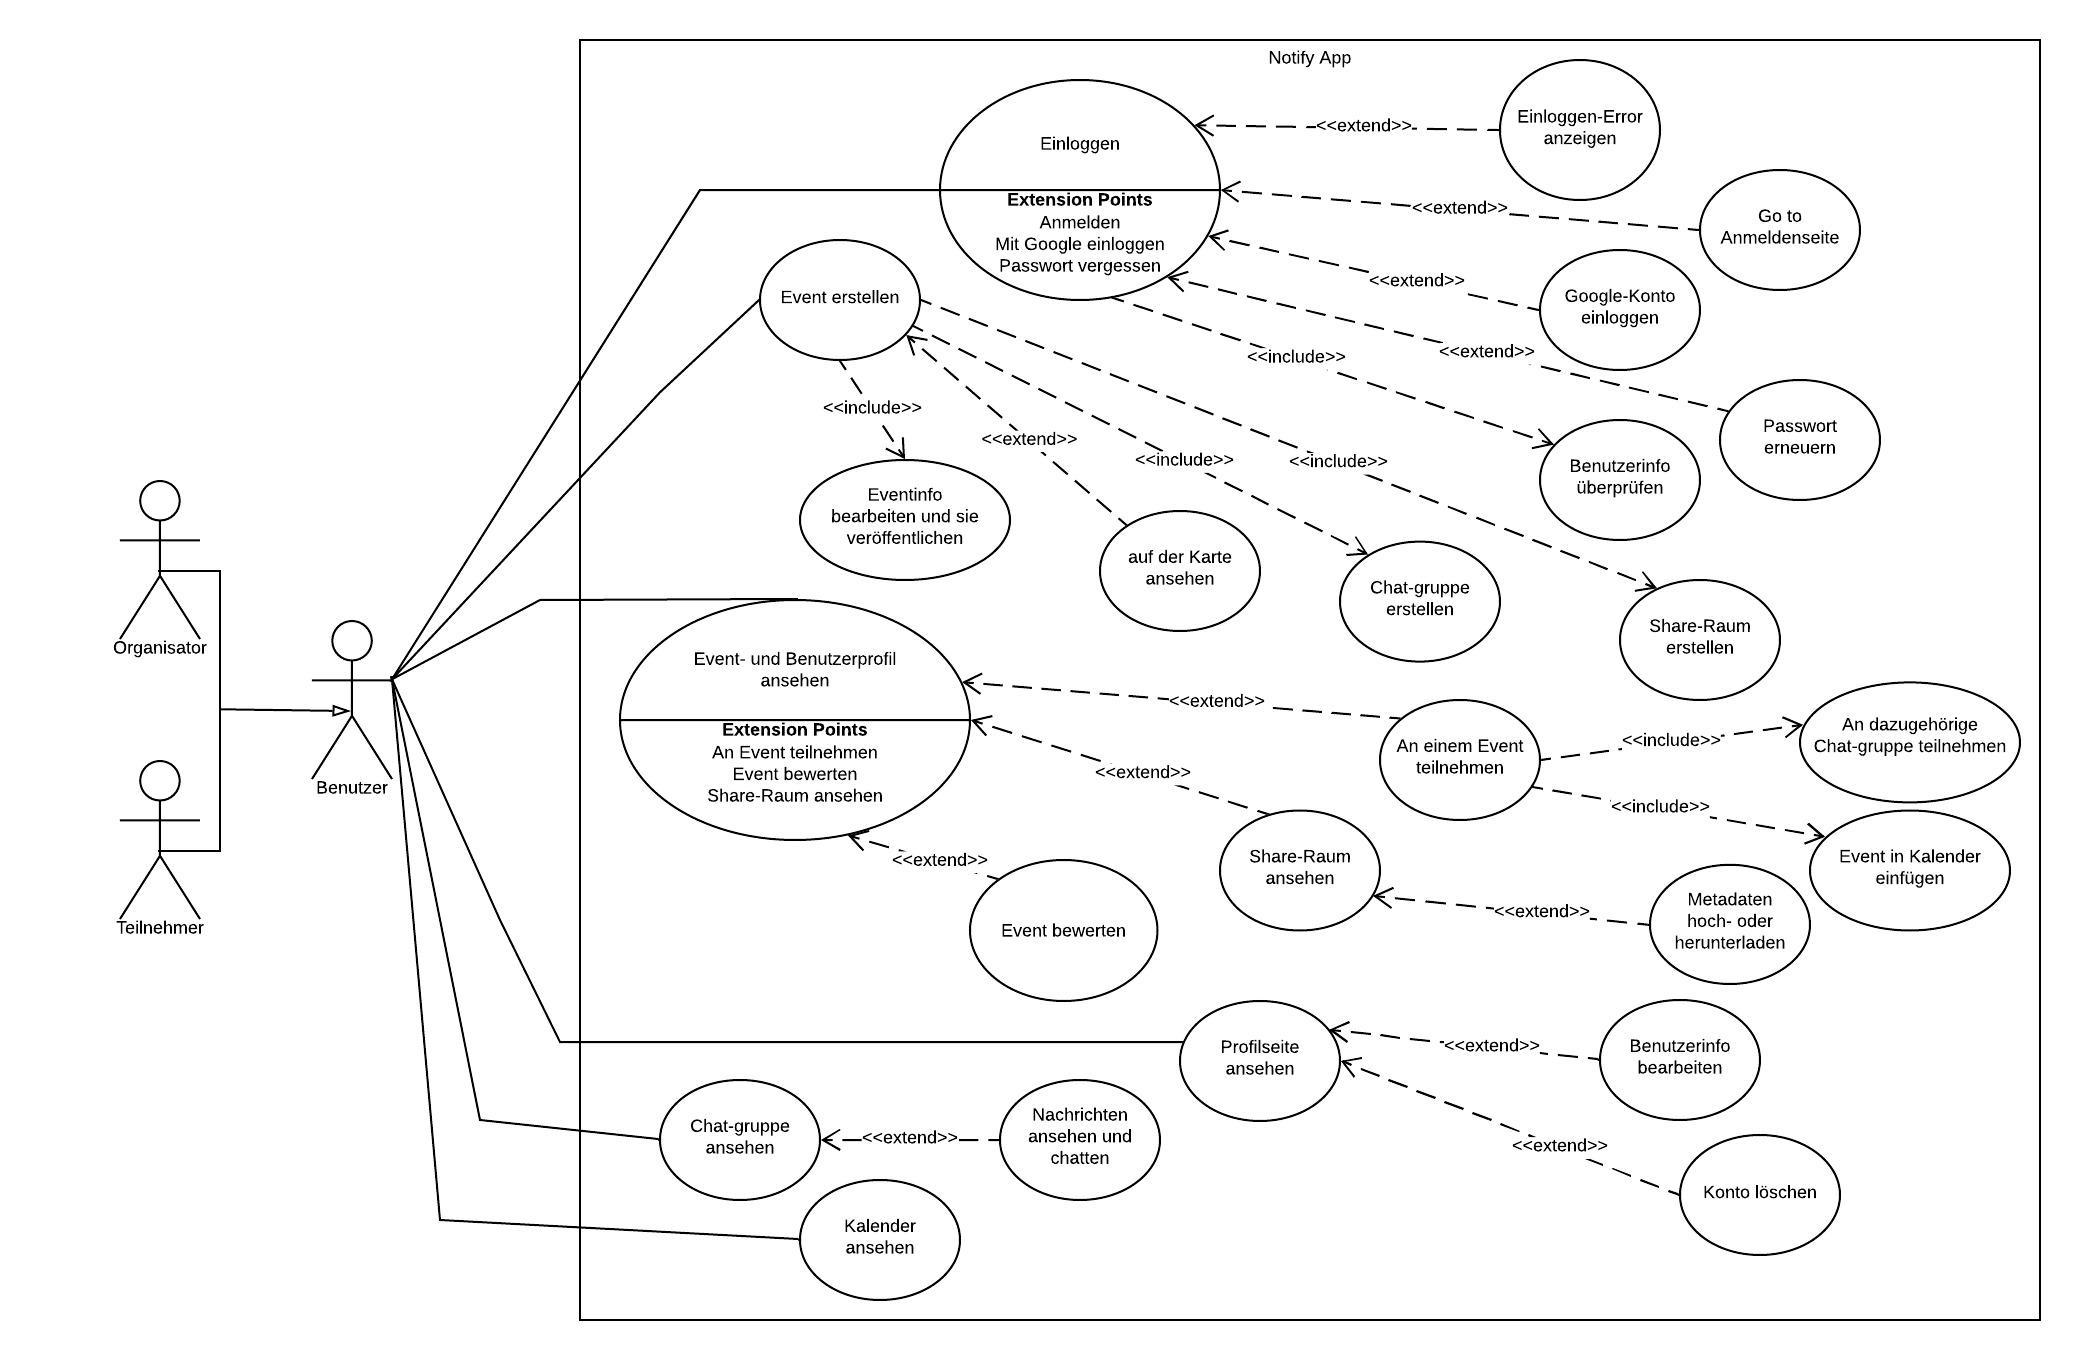 Notify App
Einloggen
Extension Points
Anmelden
Mit Google einloggen
Passwort vergessen
<<extend>>
Einloggen-Error
anzeigen
<<extend>>
Go to
Anmeldenseite
<<extend>>
Google-Konto
einloggen
<<extend>>
Passwort
erneuern
<<include>>
Benutzerinfo
überprüfen
Event erstellen
<<include>>
Eventinfo
bearbeiten und sie
veröffentlichen
<<extend>>
auf der Karte
ansehen
<<include>>
Chat-gruppe
erstellen
<<include>>
Share-Raum
erstellen
Organisator
Benutzer
Teilnehmer
Event- und Benutzerprofil
ansehen
Extension Points
An Event teilnehmen
Event bewerten
Share-Raum ansehen
<<extend>>
An einem Event
teilnehmen
<<include>>
An dazugehörige
Chat-gruppe teilnehmen
<<include>>
Event in Kalender
einfügen
<<extend>>
Share-Raum
ansehen
<<extend>>
Metadaten
hoch- oder
herunterladen
<<extend>>
Event bewerten
Profilseite
ansehen
<<extend>>
Benutzerinfo
bearbeiten
<<extend>>
Konto löschen
Chat-gruppe
ansehen
<<extend>>
Nachrichten
ansehen und
chatten
Kalender
ansehen